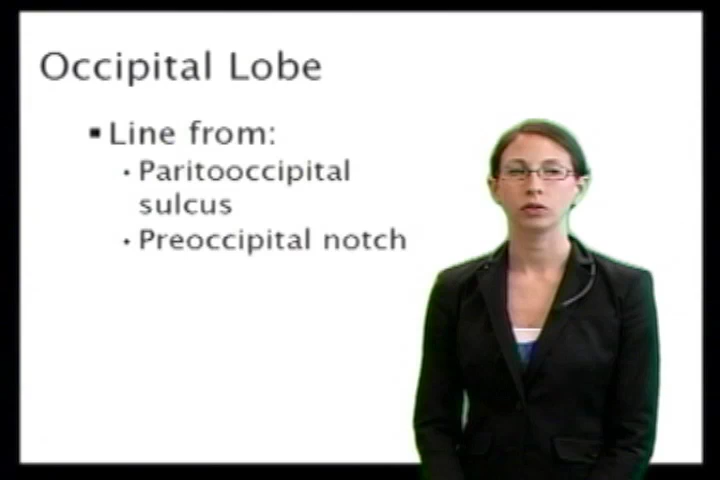 Occipital Lobe
▪ Line from:
• Paritooccipital
sulcus
• Preoccipital notch